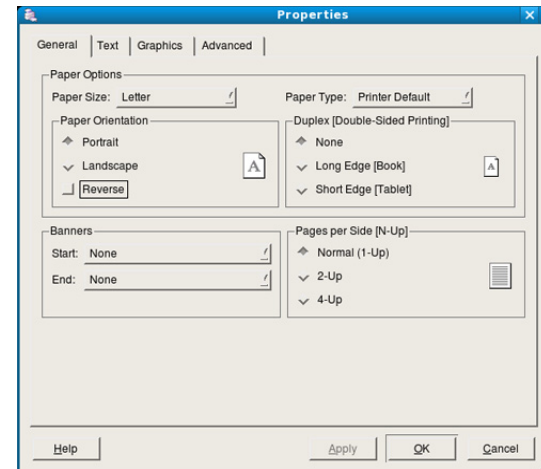 Properties
General Text Graphics Advanced
Paper Options
Paper Size: Letter Paper Type: Printer Default
Paper Orientation
Portrait
Landscape
Reverse
A
Duplex [Double-Sided Printing]
None
Long Edge [Book]
Short Edge [Tablet]
A
Banners
Start: None
End: None
Pages per Side [N-Up]
Normal (1-Up)
2-Up
4-Up
Help Apply OK Cancel